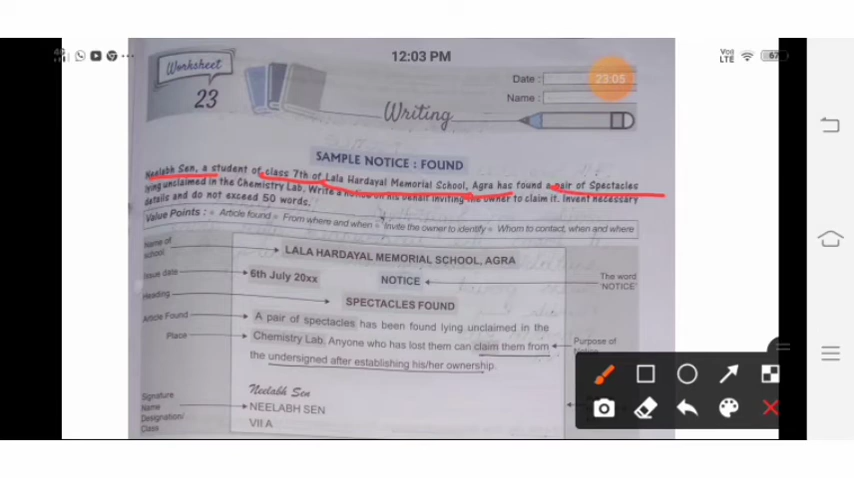 12:03 PM
4G
Vo)
LTE
67
23:05
Worksheet
23
Date :
Name :
Writing
SAMPLE NOTICE : FOUND
Neelabh Sen, a student of class 7th of Lala Hardayal Memorial School, Agra has found a pair of Spectacles
lying unclaimed in the Chemistry Lab. Write a notice on his behalf inviting the owner to claim it. Invent necessary
details and do not exceed 50 words.
Value Points : • Article found • From where and when • Invite the owner to identify • Whom to contact, when and where
Name of
school
LALA HARDAYAL MEMORIAL SCHOOL, AGRA
Issue date
6th July 20xx
NOTICE
The word
'NOTICE'
Heading
SPECTACLES FOUND
Article Found
A pair of spectacles has been found lying unclaimed in the
Place
Chemistry Lab. Anyone who has lost them can claim them from
Purpose of
the undersigned after establishing his/her ownership.
Neelabh Sen
Signature
Name
Designation/
Class
NEELABH SEN
VII A